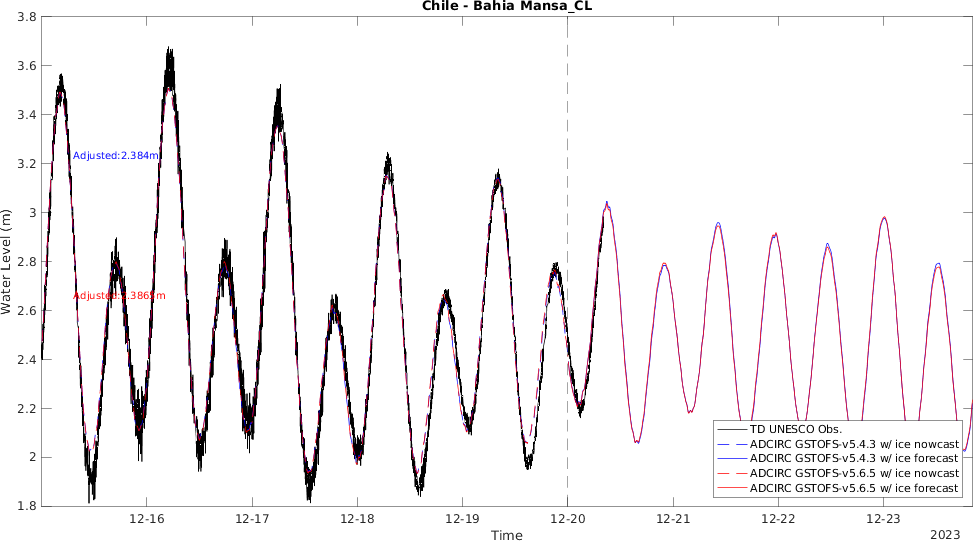 Chile - Bahia Mansa_CL
3.8
3.6
3.4
3.2
3
2.8
2.6
2.4
2.2
2
1.8
Water Level (m)
Adjusted:2.384m
Adjusted:2.3865m
TD UNESCO Obs.
ADCIRC GSTOFS-v5.4.3 w/ ice nowcast
ADCIRC GSTOFS-v5.4.3 w/ ice forecast
ADCIRC GSTOFS-v5.6.5 w/ ice nowcast
ADCIRC GSTOFS-v5.6.5 w/ ice forecast
12-16
12-17
12-18
12-19
12-20
12-21
12-22
12-23
Time
2023